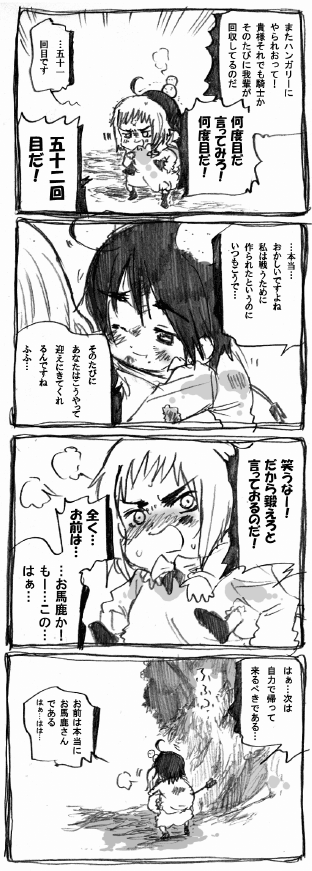 またハンガリーに
やられおって！
貴様それでも騎士か
そのたびに我輩が
回収してるのだ
何度目だ
言ってみろ！
何度目だ！
…五十一
回目です
五十二回
目だ！
…本当…
おかしいですよね
私は戦うために
作られたというのに
いつもこうで…
そのたびに
あなたはこうやって
迎えにきてくれ
るんですね
ふふ…
笑うなー！
だから鍛えろと
言っておるのだ！
全く…
お前は…
…お馬鹿か！
もー…この…
はぁ…
はぁ…次は
自力で帰って
来るべきである…
ふふふ
お前は本当に
お馬鹿さん
である
はぁ…はは…